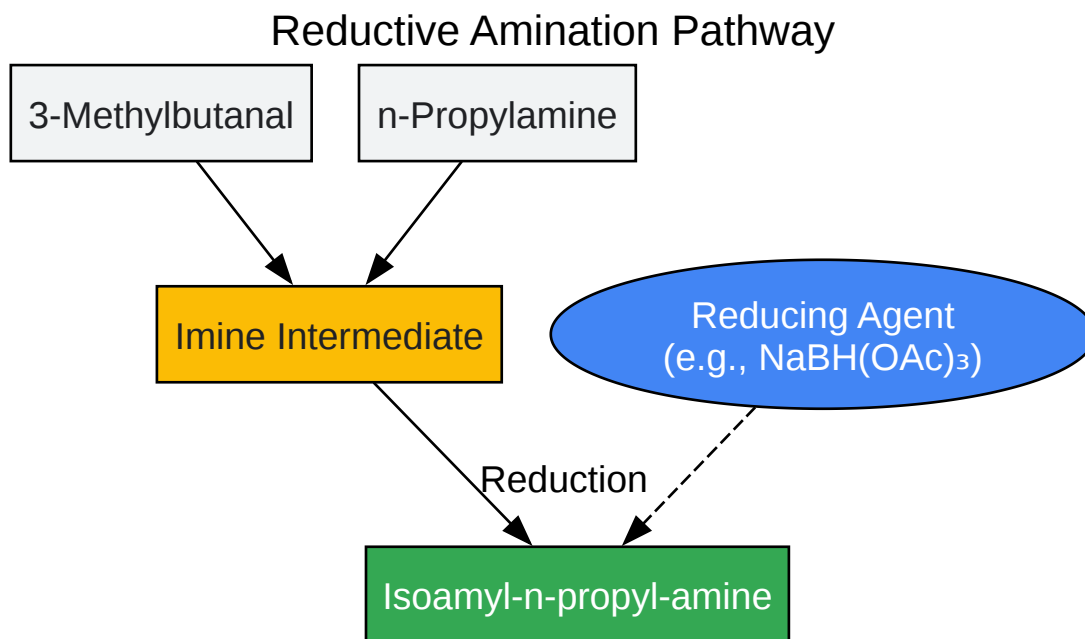 Reductive Amination Pathway
3-Methylbutanal
n-Propylamine
Imine Intermediate
Reducing Agent
(e.g., NaBH(OAc)₃)
Reduction
Isoamyl-n-propyl-amine